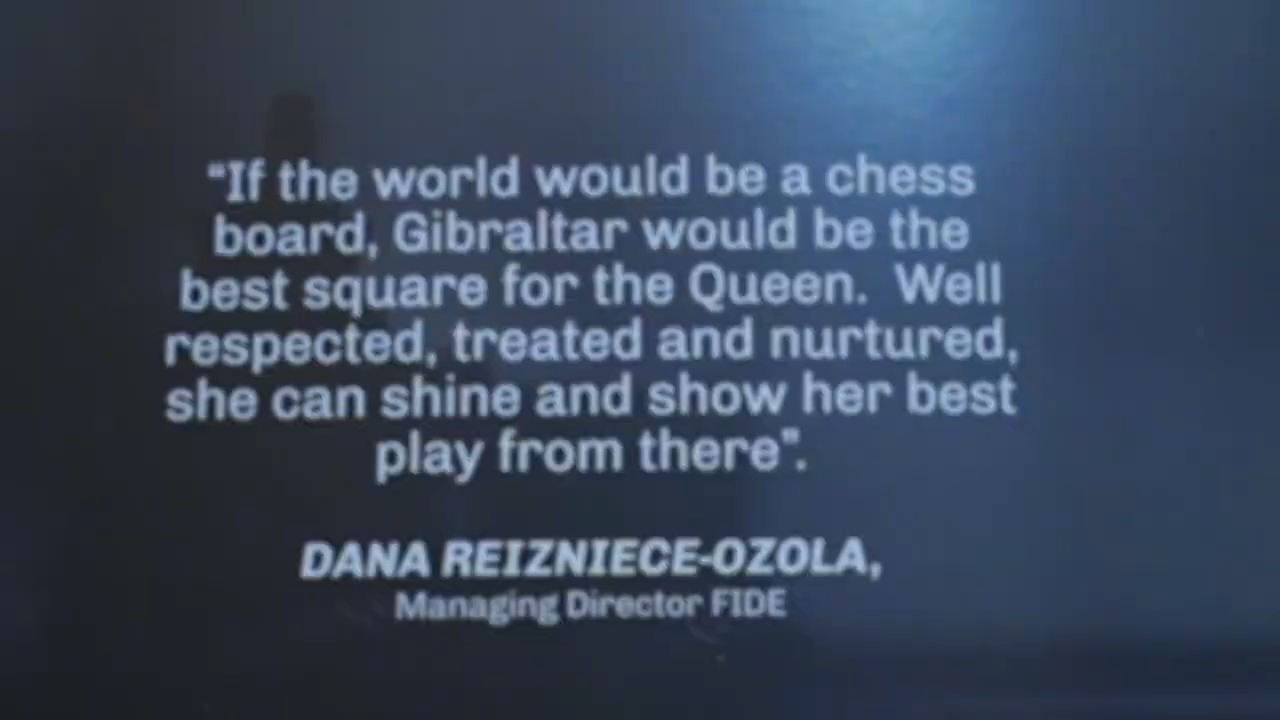 “If the world would be a chess
board, Gibraltar would be the
best square for the Queen.  Well
respected, treated and nurtured,
she can shine and show her best
play from there”.
DANA REIZNIECE-OZOLA,
Managing Director FIDE